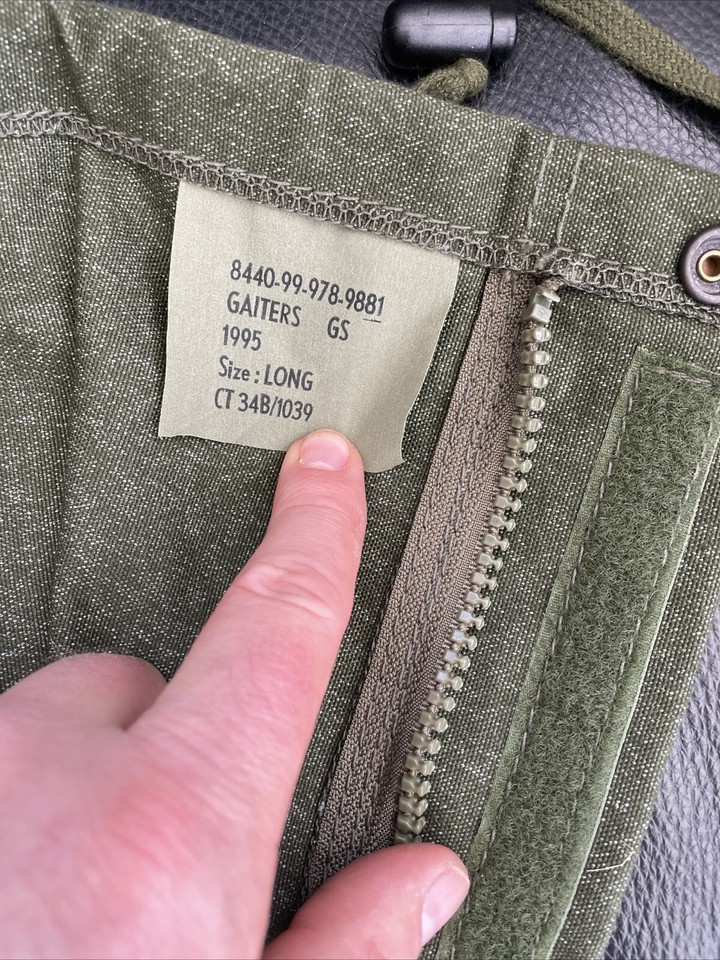 8440-99-978-9881
GAITERS GS
1995
Size : LONG
CT 34B/1039